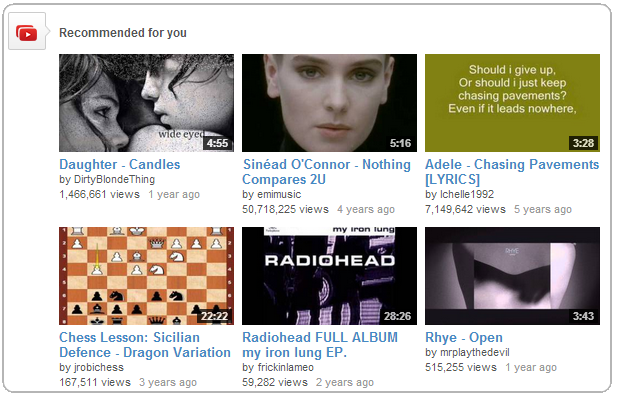 Recommended for you
wide eyed
4:55
5:16
Should i give up,
Or should i just keep
chasing pavements?
Even if it leads nowhere,
3:28
Daughter - Candles
by DirtyBlondeThing
1,466,661 views 1 year ago
Sinéad O'Connor - Nothing
Compares 2U
by emimusic
50,718,225 views 4 years ago
Adele - Chasing Pavements
[LYRICS]
by lchelle1992
7,149,642 views 5 years ago
22:22
my iron lung
RADIOHEAD
28:26
RHYE
3:43
Chess Lesson: Sicilian
Defence - Dragon Variation
by jrobichess
167,511 views 3 years ago
Radiohead FULL ALBUM
my iron lung EP.
by frickinlameo
59,282 views 2 years ago
Rhye - Open
by mrplaythedevil
515,255 views 1 year ago